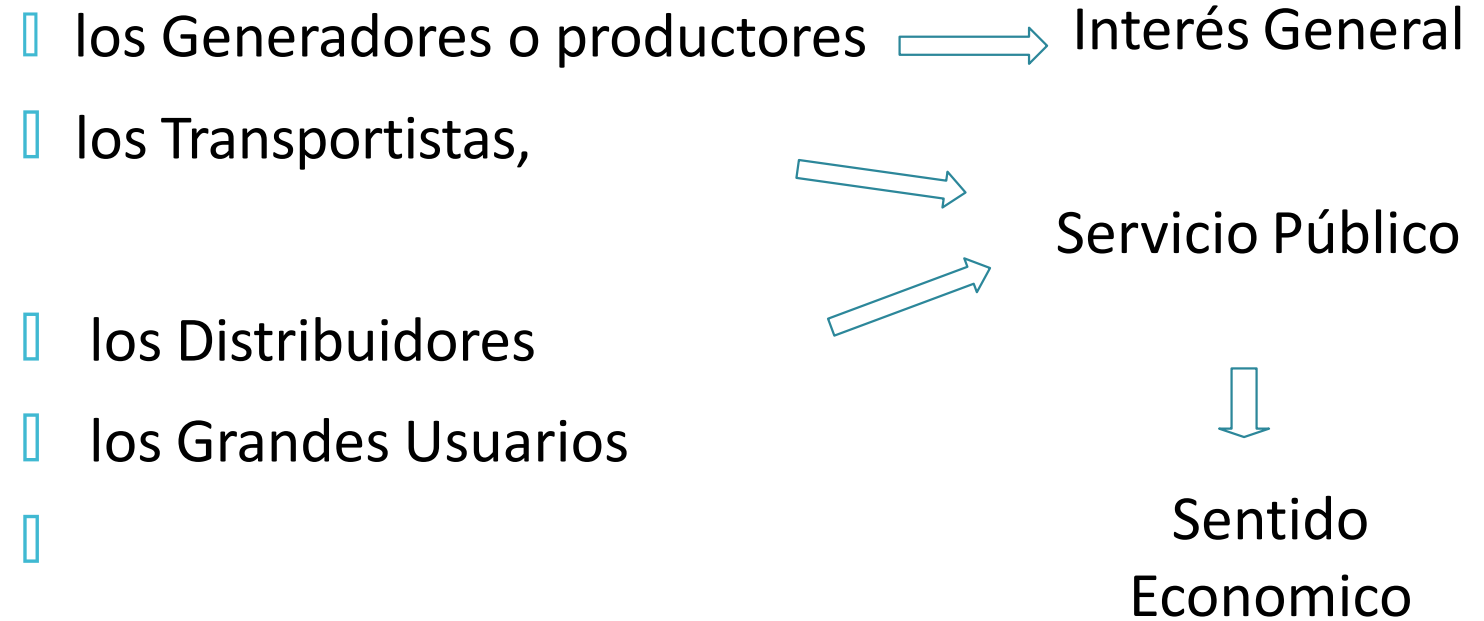 los Generadores o productores
Interés General
los Transportistas,
Servicio Público
los Distribuidores
los Grandes Usuarios
Sentido
Economico